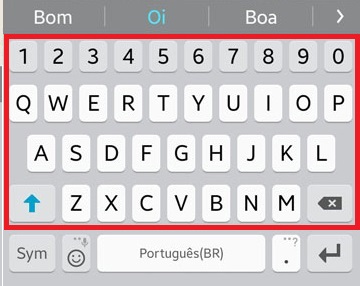 Bom Oi Boa >
1 2 3 4 5 6 7 8 9 0
Q W E R T Y U I O P
A S D F G H J K L
Z X C V B N M
Sym Português(BR) . ..?